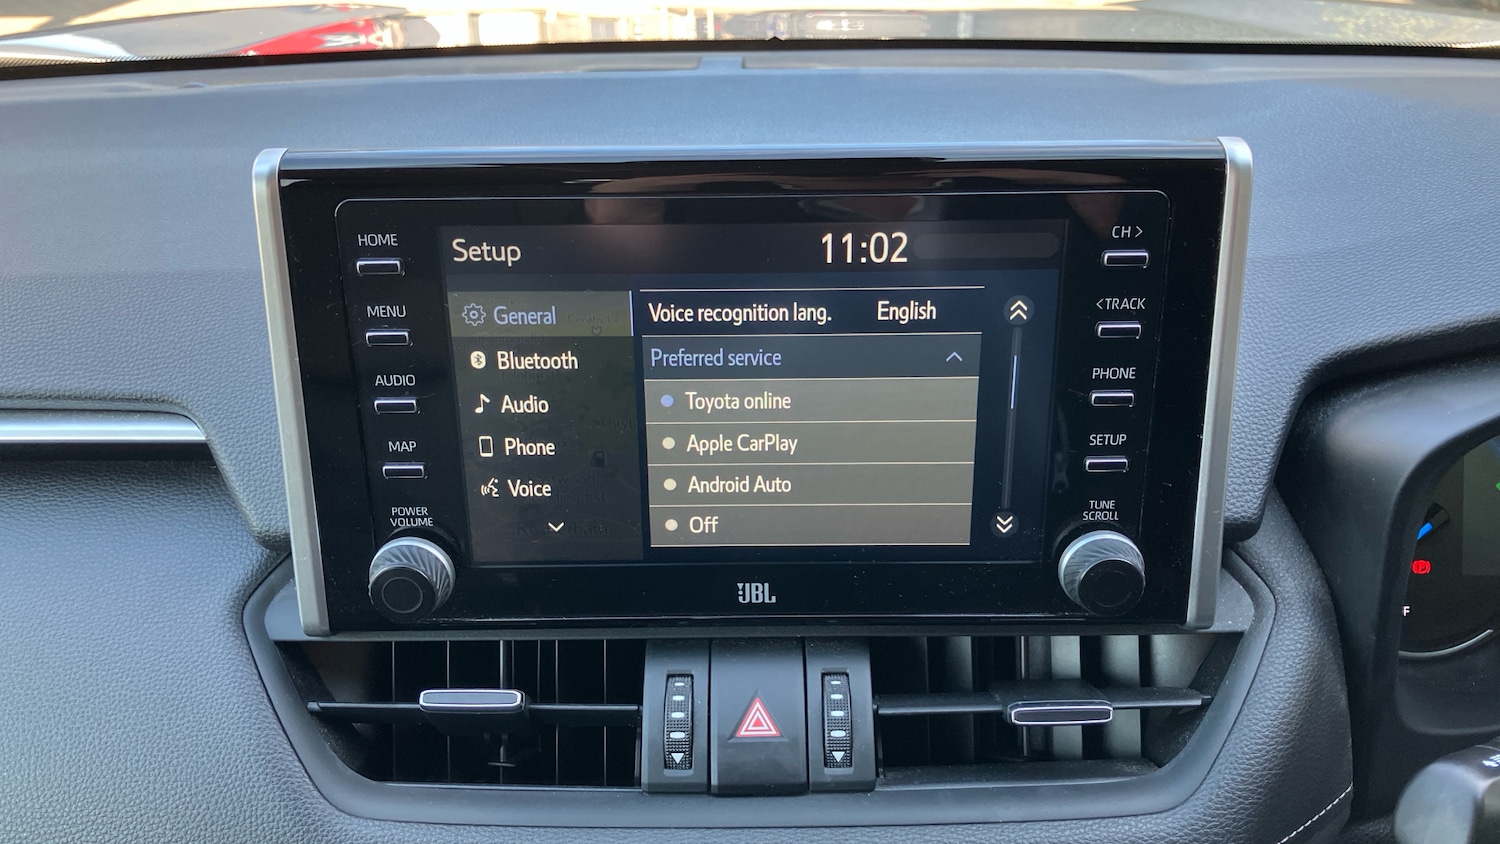 HOME
MENU
AUDIO
MAP
POWER
VOLUME
Setup
11:02
General
Bluetooth
Audio
Phone
Voice
Voice recognition lang. English
Preferred service
Toyota online
Apple CarPlay
Android Auto
Off
CH >
<TRACK
PHONE
SETUP
TUNE
SCROLL
JBL
F